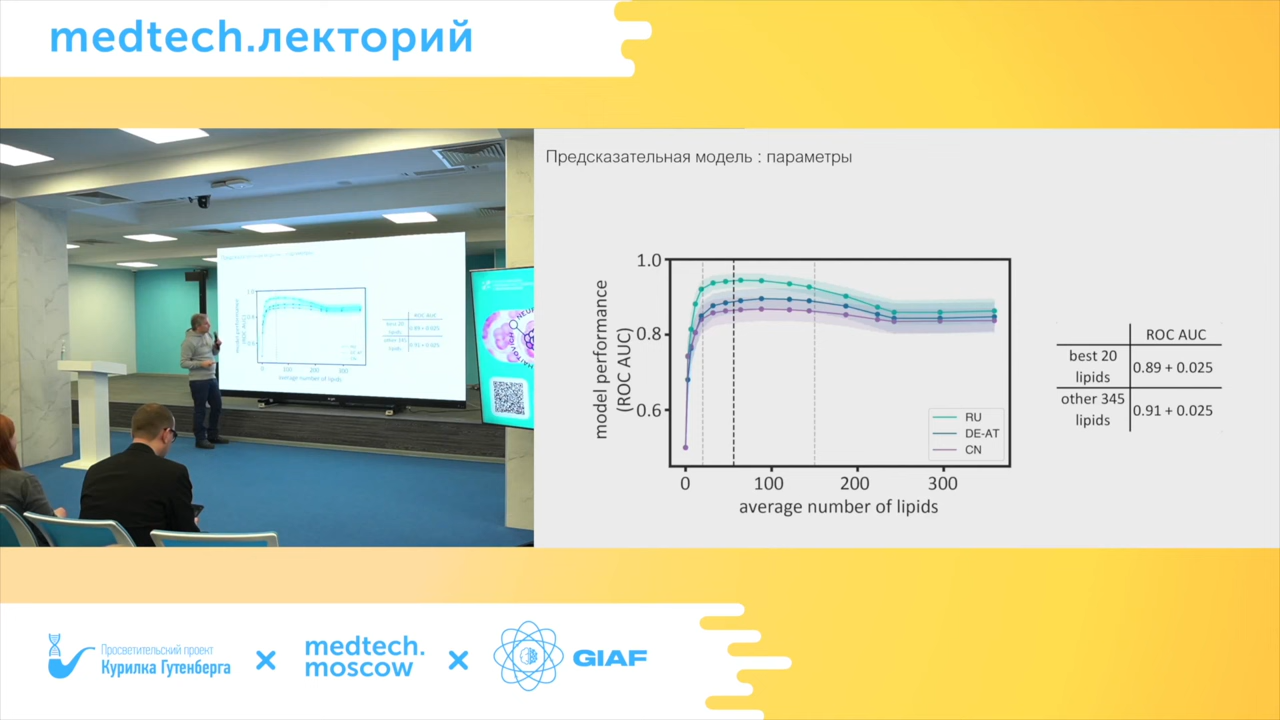 medtech.лекторий
Предсказательная модель : параметры
model performance
(ROC AUC)
1.0
0.8
0.6
RU
DE-AT
CN
0
100
200
300
average number of lipids
ROC AUC
best 20
lipids
0.89 + 0.025
other 345
lipids
0.91 + 0.025
Просветительский проект
Курилка Гутенберга
medtech.
moscow
GIAF